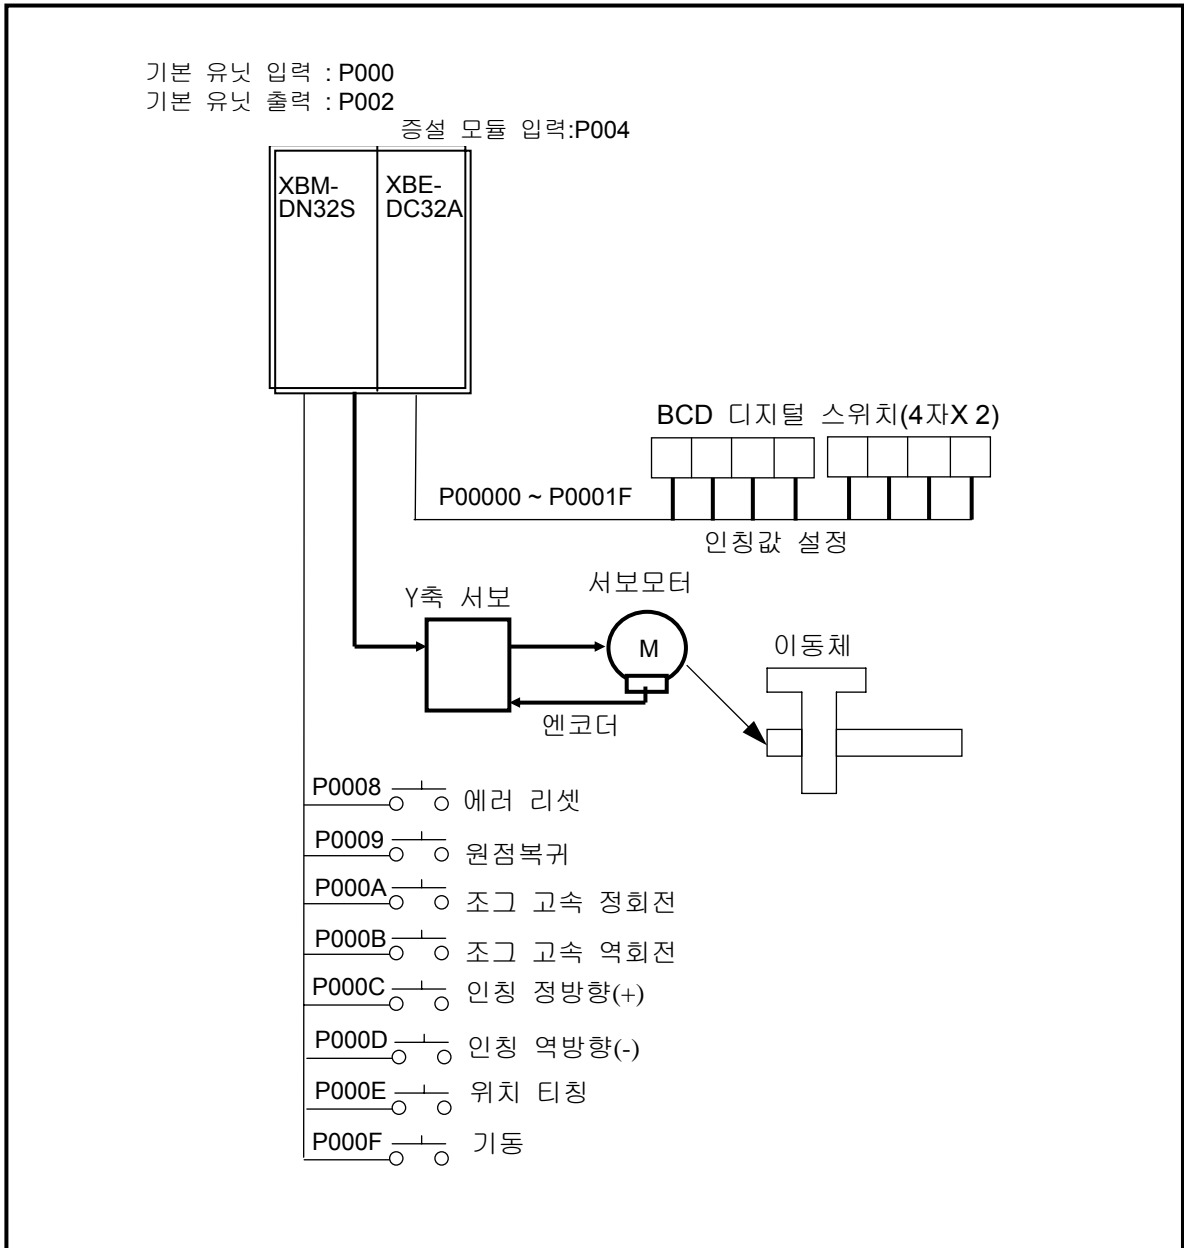 기본 유닛 입력 : P000
기본 유닛 출력 : P002
증설 모듈 입력:P004
XBM-
DN32S
XBE-
DC32A
BCD 디지털 스위치(4자X 2)
P00000 ~ P0001F
인칭값 설정
Y축 서보
서보모터
M
이동체
엔코더
P0008 에러 리셋
P0009 원점복귀
P000A 조그 고속 정회전
P000B 조그 고속 역회전
P000C 인칭 정방향(+)
P000D 인칭 역방향(-)
P000E 위치 티칭
P000F 기동